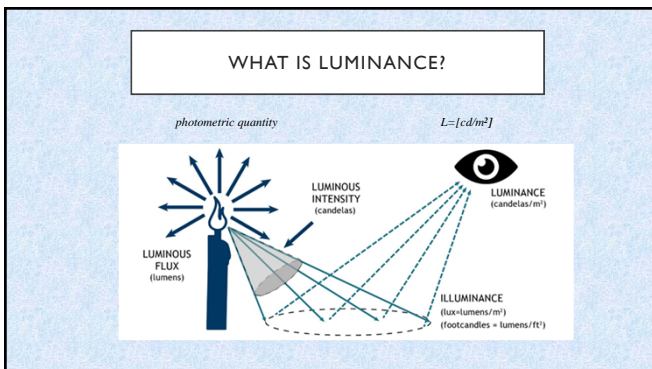 WHAT IS LUMINANCE?
photometric quantity
L=[cd/m²]
LUMINOUS
INTENSITY
(candelas)
LUMINANCE
(candelas/m²)
LUMINOUS
FLUX
(lumens)
ILLUMINANCE
(lux=lumens/m²)
(footcandles = lumens/ft²)